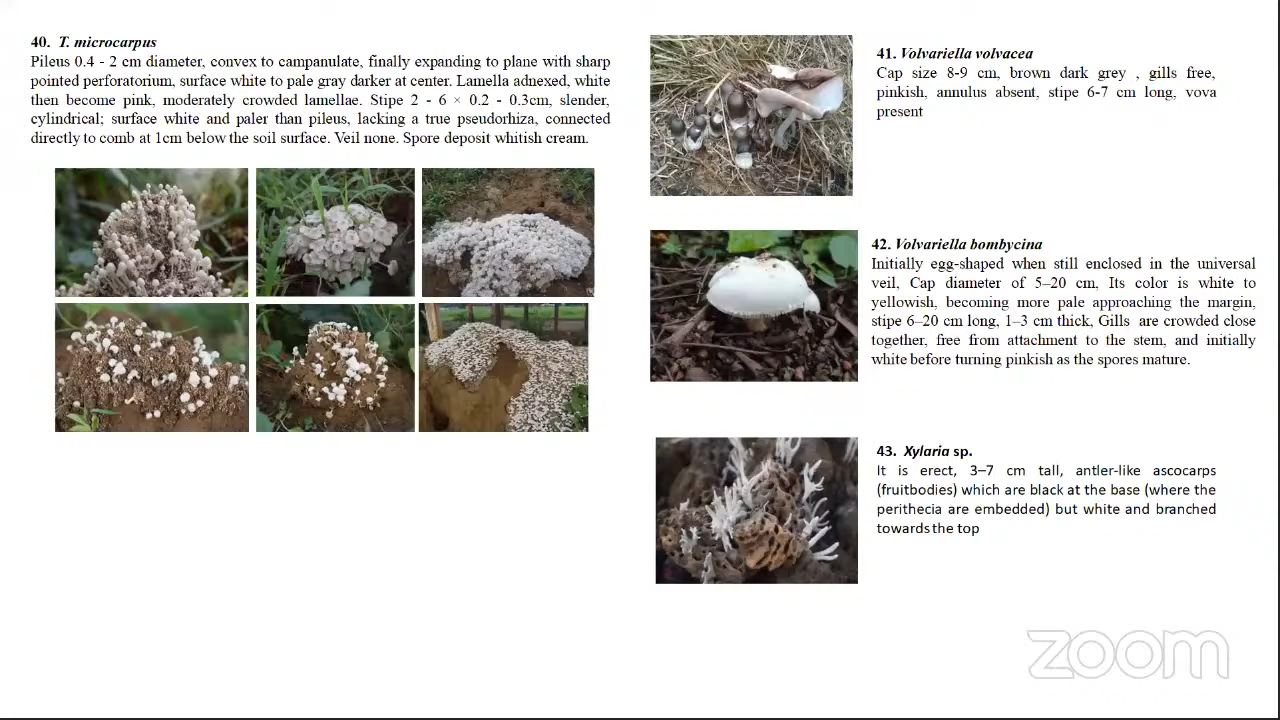 40. T. microcarpus
Pileus 0.4 - 2 cm diameter, convex to campanulate, finally expanding to plane with sharp
pointed perforatorium, surface white to pale gray darker at center. Lamella adnexed, white
then become pink, moderately crowded lamellae. Stipe 2 - 6 × 0.2 - 0.3cm, slender,
cylindrical; surface white and paler than pileus, lacking a true pseudorhiza, connected
directly to comb at 1cm below the soil surface. Veil none. Spore deposit whitish cream.
41. Volvariella volvacea
Cap size 8-9 cm, brown dark grey , gills free,
pinkish, annulus absent, stipe 6-7 cm long, vova
present
42. Volvariella bombycina
Initially egg-shaped when still enclosed in the universal
veil, Cap diameter of 5–20 cm, Its color is white to
yellowish, becoming more pale approaching the margin,
stipe 6–20 cm long, 1–3 cm thick, Gills are crowded close
together, free from attachment to the stem, and initially
white before turning pinkish as the spores mature.
43. Xylaria sp.
It is erect, 3–7 cm tall, antler-like ascocarps
(fruitbodies) which are black at the base (where the
perithecia are embedded) but white and branched
towards the top
zoom